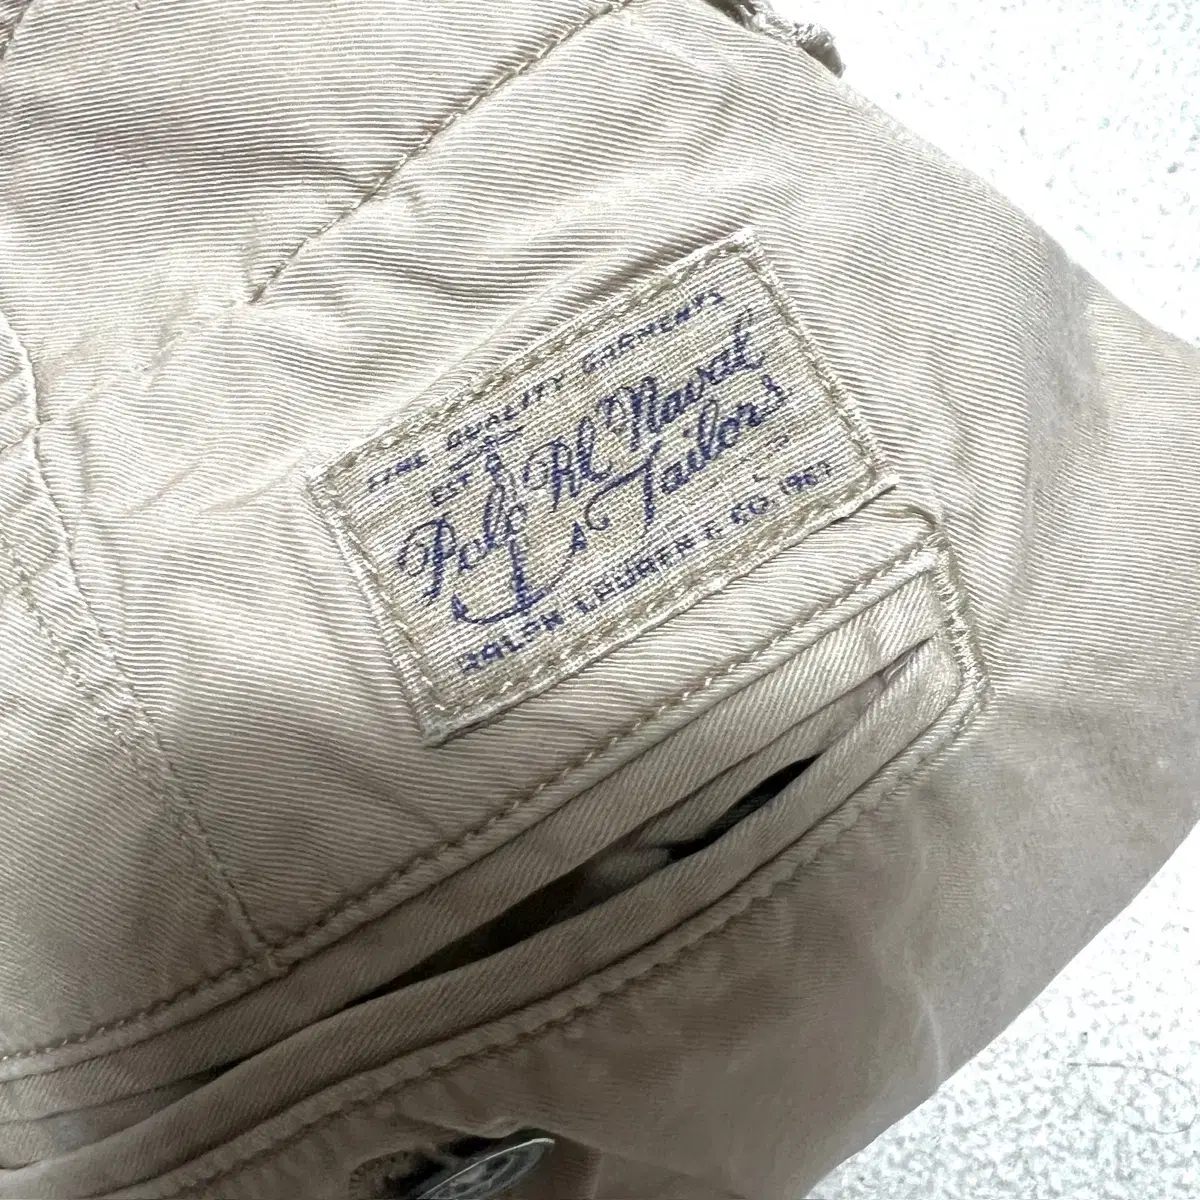 FINE QUALITY GARMENTS
EST
Polo RL Naval
Tailors
RALPH LAUREN & CO. 1967